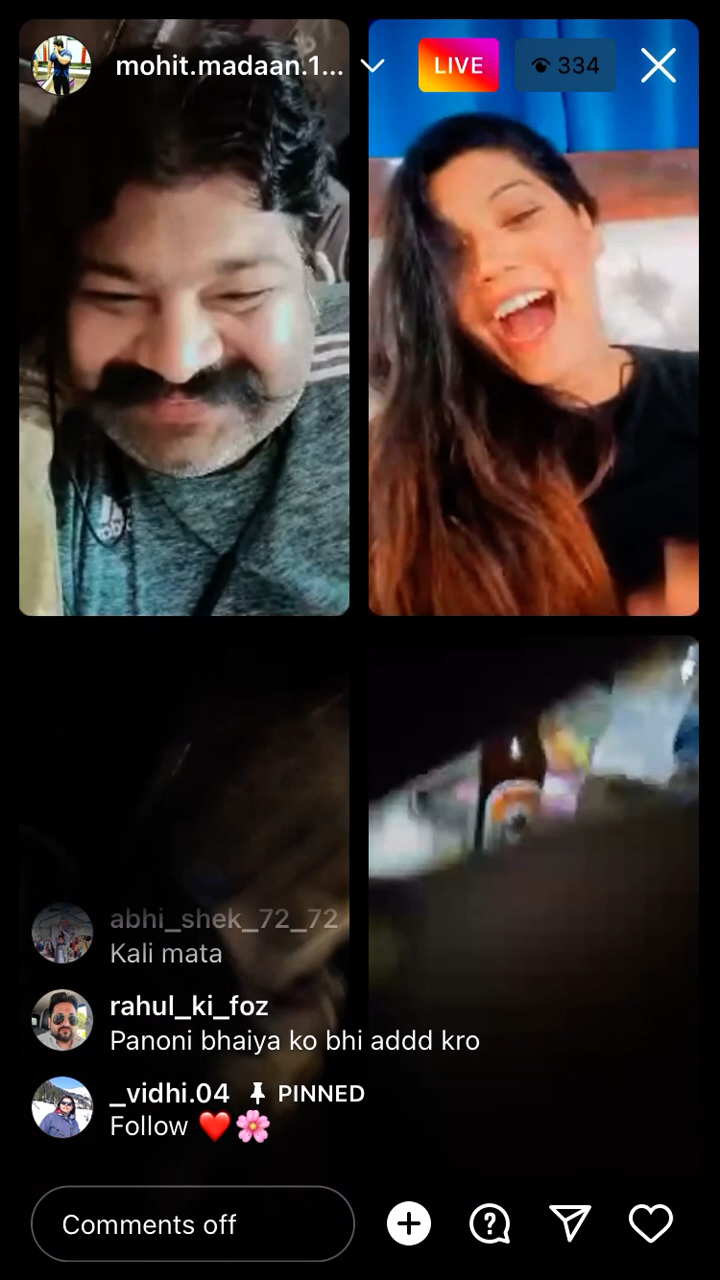 mohit.madaan.1...
LIVE
334
abhi_shek_72_72
Kali mata
rahul_ki_foz
Panoni bhaiya ko bhi addd kro
_vidhi.04 PINNED
Follow ❤️🌸
Comments off